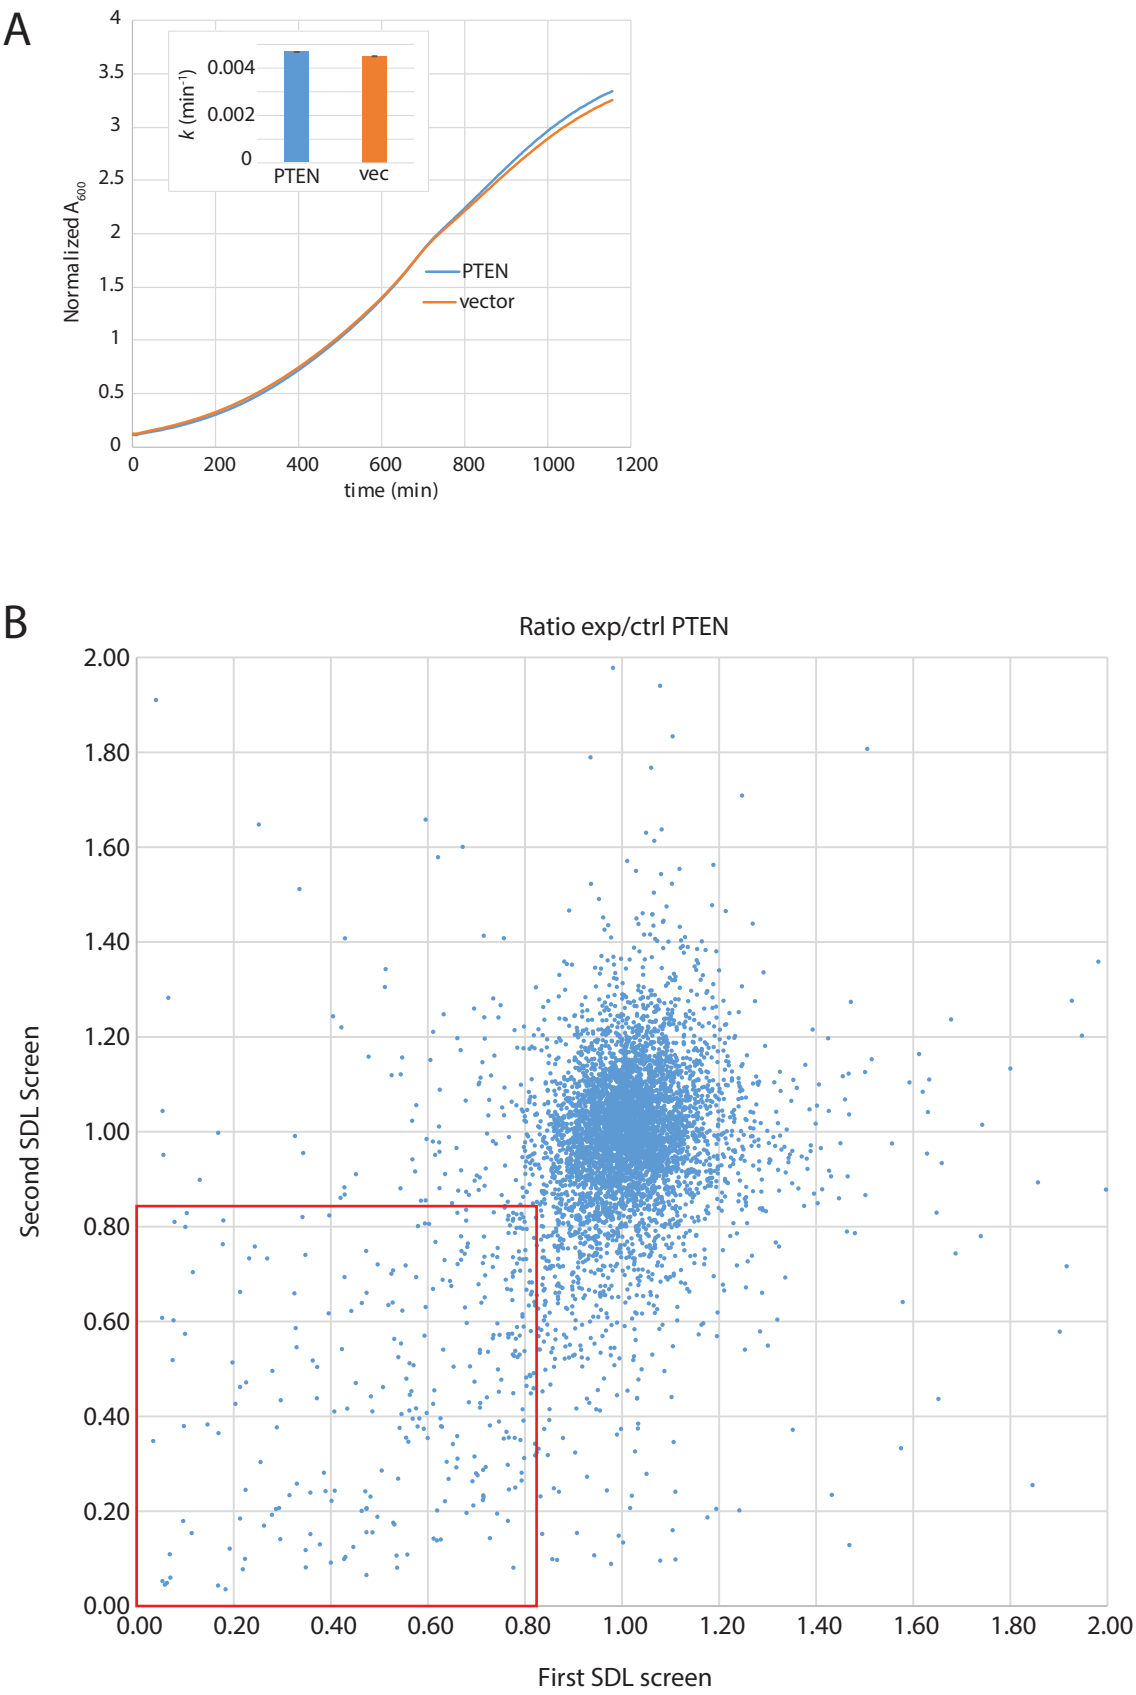 A
4
3.5
3
2.5
2
1.5
1
0.5
0
Normalized A600
0 200 400 600 800 1000 1200
time (min)
k (min-1)
0.004
0.002
0
PTEN vec
PTEN
vector
B
Ratio exp/ctrl PTEN
2.00
1.80
1.60
1.40
1.20
1.00
0.80
0.60
0.40
0.20
0.00
Second SDL Screen
0.00 0.20 0.40 0.60 0.80 1.00 1.20 1.40 1.60 1.80 2.00
First SDL screen